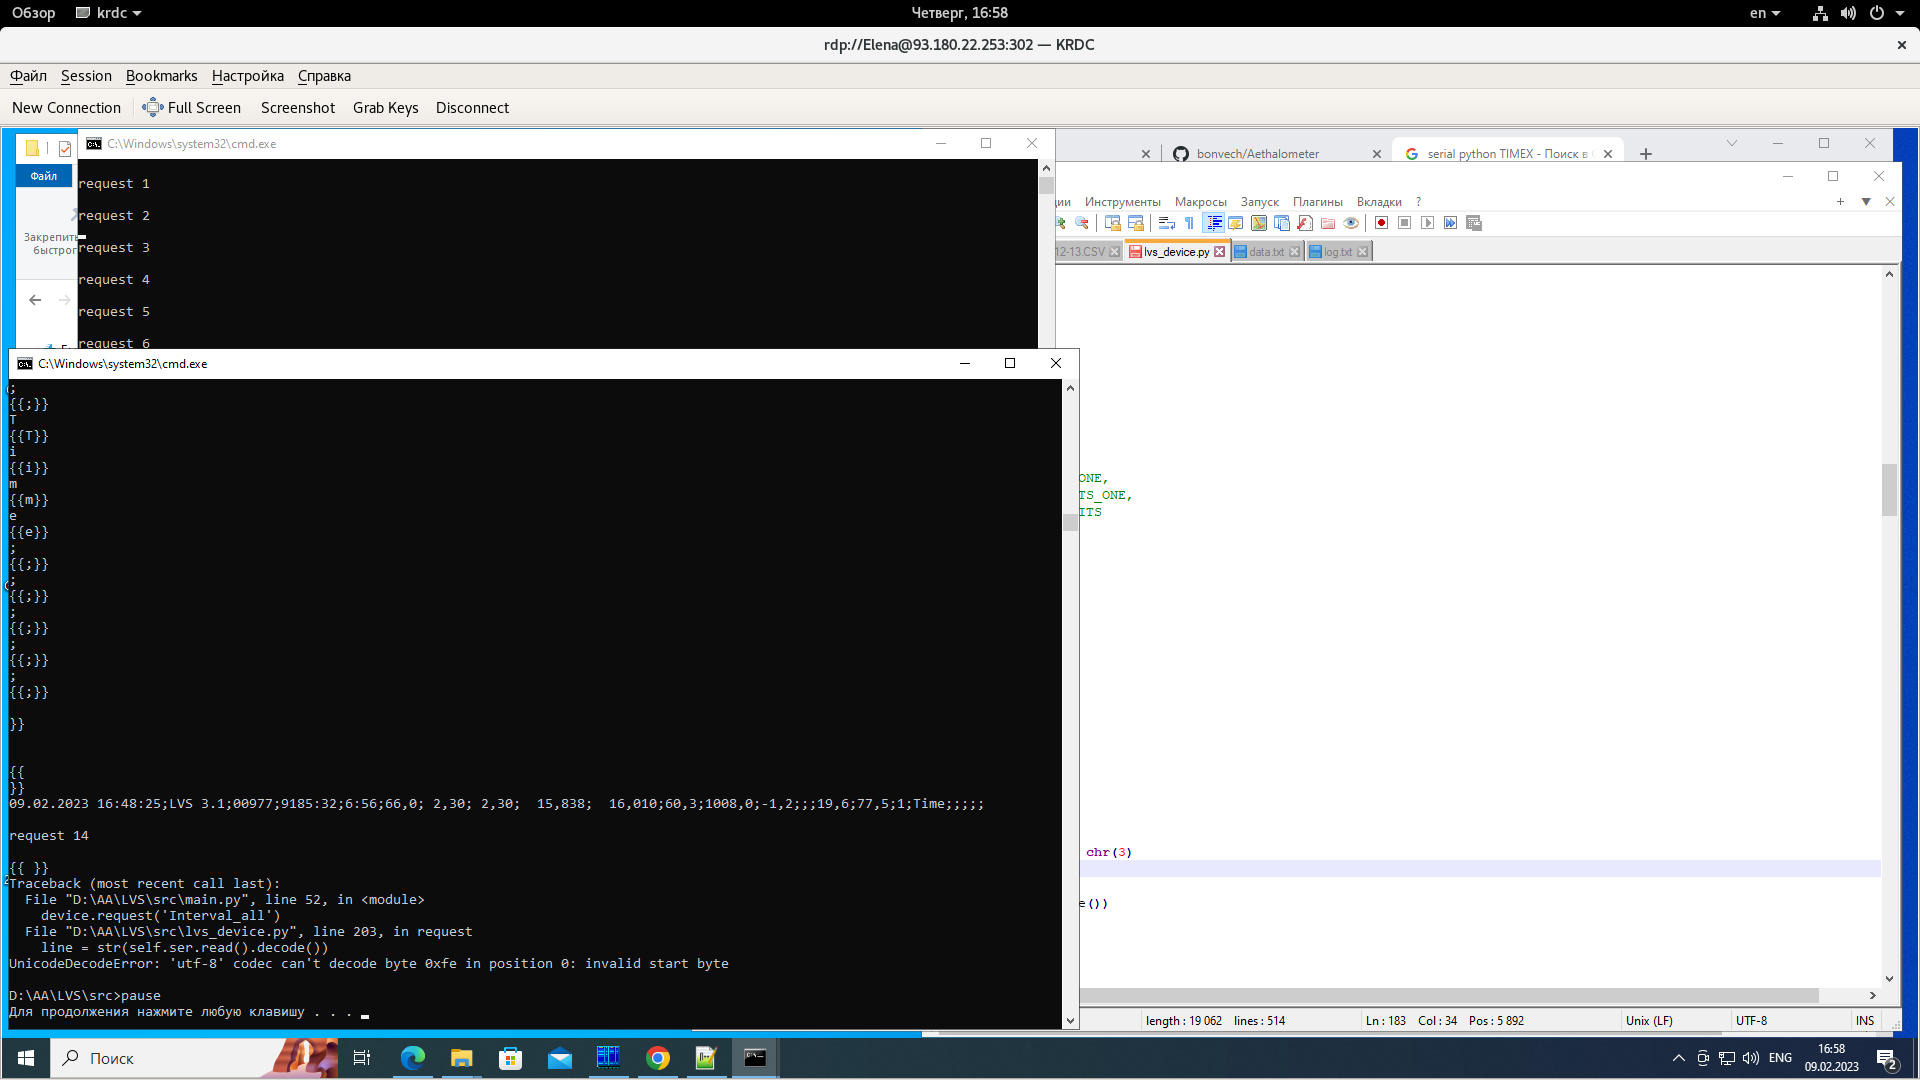 Обзор krdc Четверг, 16:58 en
rdp://Elena@93.180.22.253:302 — KRDC
Файл Session Bookmarks Настройка Справка
New Connection Full Screen Screenshot Grab Keys Disconnect
C:\Windows\system32\cmd.exe
bonvech/Aethalometer
serial python TIMEX - Поиск в
Файл
Закрепить
быстрог
Инструменты Макросы Запуск Плагины Вкладки ?
12-13.CSV lvs_device.py data.txt log.txt
request 1
request 2
request 3
request 4
request 5
request 6
C:\Windows\system32\cmd.exe
;
{{;}}
T
{{T}}
i
{{i}}
m
{{m}}
e
{{e}}
;
{{;}}
;
{{;}}
;
{{;}}
;
{{;}}
;
{{;}}
}}
{{
}}
09.02.2023 16:48:25;LVS 3.1;00977;9185:32;6:56;66,0; 2,30; 2,30;  15,838;  16,010;60,3;1008,0;-1,2;;;19,6;77,5;1;Time;;;;;
request 14
{{ }}
Traceback (most recent call last):
File "D:\AA\LVS\src\main.py", line 52, in <module>
device.request('Interval_all')
File "D:\AA\LVS\src\lvs_device.py", line 203, in request
line = str(self.ser.read().decode())
UnicodeDecodeError: 'utf-8' codec can't decode byte 0xfe in position 0: invalid start byte
D:\AA\LVS\src>pause
Для продолжения нажмите любую клавишу . . .
ONE,
TS_ONE,
ITS
chr(3)
e())
length : 19 062 lines : 514 Ln : 183 Col : 34 Pos : 5 892 Unix (LF) UTF-8 INS
Поиск
ENG
16:58
09.02.2023
2